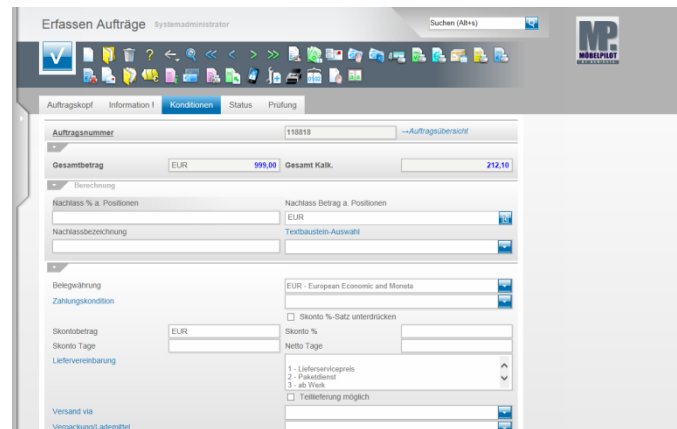 Erfassen Aufträge Systemadministrator
Suchen (Alt+s)
MP
MÖBELPILOT
Auftragskopf Information I Konditionen Status Prüfung
Auftragsnummer 118818 →Auftragsübersicht
Gesamtbetrag EUR 999,00 Gesamt Kalk. 212,10
Berechnung
Nachlass % a. Positionen Nachlass Betrag a. Positionen
EUR
Nachlassbezeichnung Textbaustein-Auswahl
Belegwährung EUR - European Economic and Moneta
Zahlungskondition
Skonto %-Satz unterdrücken
Skontobetrag EUR Skonto %
Skonto Tage Netto Tage
Liefervereinbarung
1 - Lieferservicepreis
2 - Paketdienst
3 - ab Werk
Teillieferung möglich
Versand via
Verpackung/Lademittel